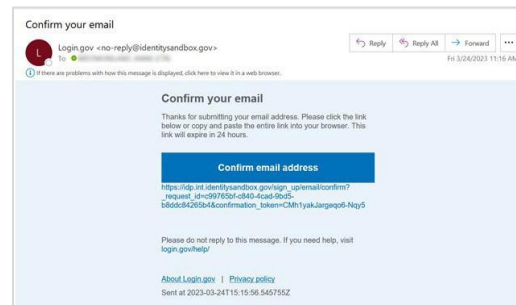 Confirm your email
L
Login.gov <no-reply@identitysandbox.gov>
To
Reply
Reply All
Forward
Fri 3/24/2023 11:16 AM
If there are problems with how this message is displayed, click here to view it in a web browser.
Confirm your email
Thanks for submitting your email address. Please click the link
below or copy and paste the entire link into your browser. This
link will expire in 24 hours.
Confirm email address
https://idp.int.identitysandbox.gov/sign_up/email/confirm?
_request_id=c99765bf-c840-4cad-9bd5-
b8ddc84265b4&confirmation_token=CMh1yakJargeqo6-Nqy5
Please do not reply to this message. If you need help, visit
login.gov/help/
About Login.gov | Privacy policy
Sent at 2023-03-24T15:15:56.545755Z